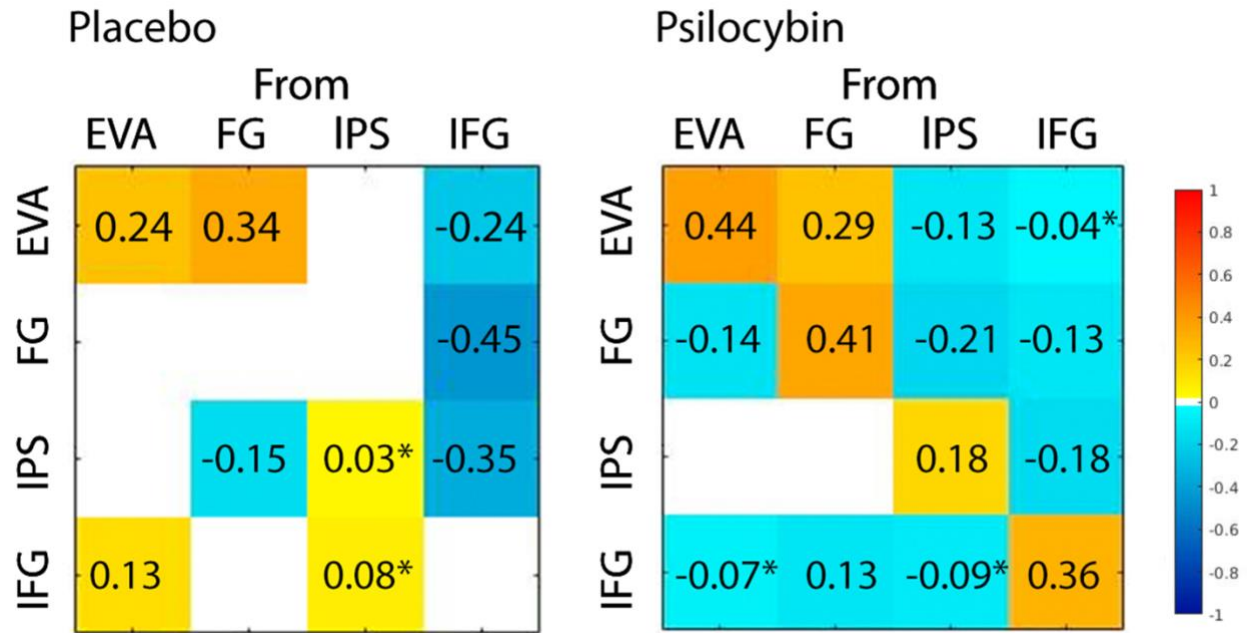 Placebo
Psilocybin
From
From
EVA FG IPS IFG
EVA FG IPS IFG
EVA 0.24 0.34 -0.24
EVA 0.44 0.29 -0.13 -0.04*
FG -0.45
FG -0.14 0.41 -0.21 -0.13
IPS -0.15 0.03* -0.35
IPS 0.18 -0.18
IFG 0.13 0.08*
IFG -0.07* 0.13 -0.09* 0.36
1
0.8
0.6
0.4
0.2
0
-0.2
-0.4
-0.6
-0.8
-1